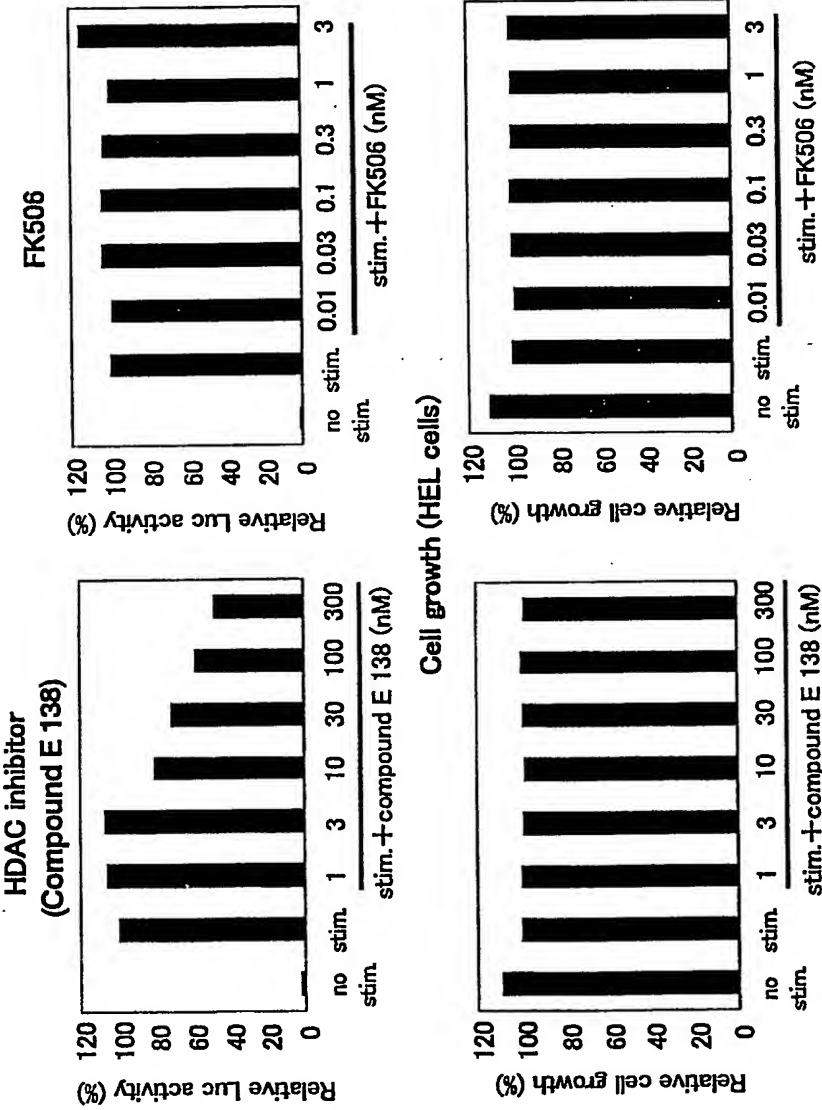 HDAC inhibitor
(Compound E 138)
Relative Luc activity (%)
120
100
80
60
40
20
0
no stim.
stim.
1
3
10
30
100
300
stim.+compound E 138 (nM)
FK506
Relative Luc activity (%)
120
100
80
60
40
20
0
no stim.
stim.
0.01
0.03
0.1
0.3
1
3
stim.+FK506 (nM)
Cell growth (HEL cells)
Relative cell growth (%)
120
100
80
60
40
20
0
no stim.
stim.
1
3
10
30
100
300
stim.+compound E 138 (nM)
Relative cell growth (%)
120
100
80
60
40
20
0
no stim.
stim.
0.01
0.03
0.1
0.3
1
3
stim.+FK506 (nM)